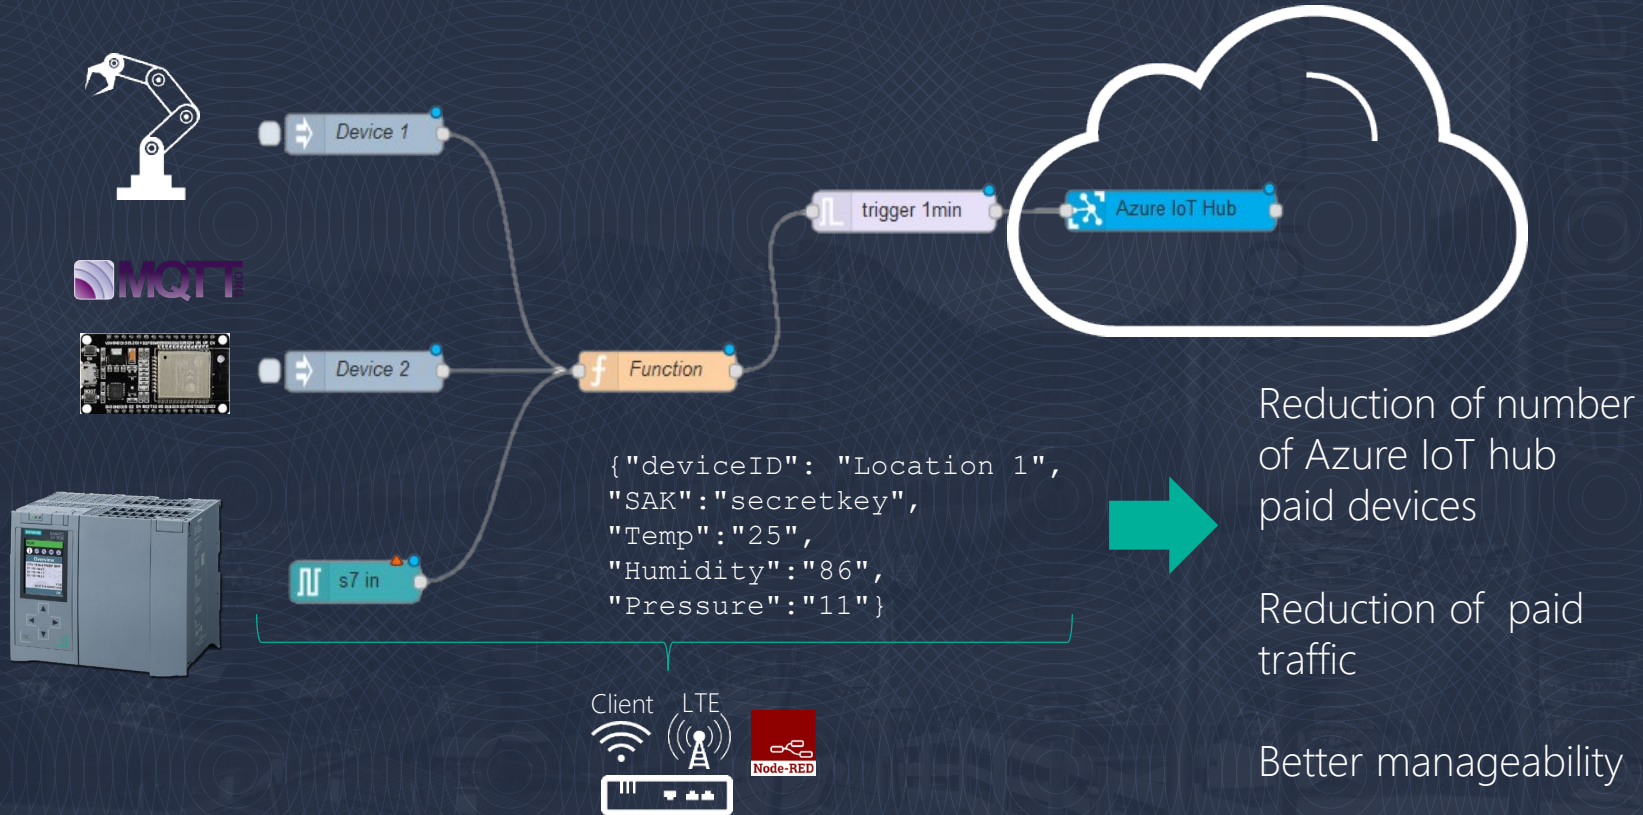 Device 1
trigger 1min
Azure IoT Hub
MQTT
Device 2
Function
s7 in
{"deviceID": "Location 1",
"SAK":"secretkey",
"Temp":"25",
"Humidity":"86",
"Pressure":"11"}
Reduction of number
of Azure IoT hub
paid devices
Reduction of paid
traffic
Better manageability
Client LTE
Node-RED
SIEMENS